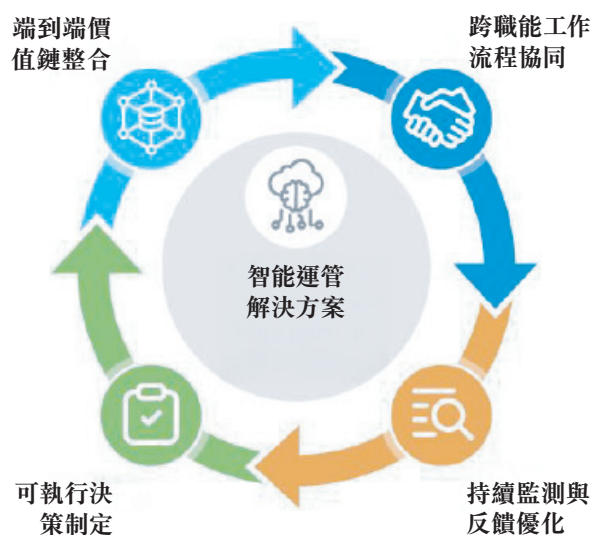 端到端價
值鏈整合
跨職能工作
流程協同
智能運管
解決方案
可執行決
策制定
持續監測與
反饋優化